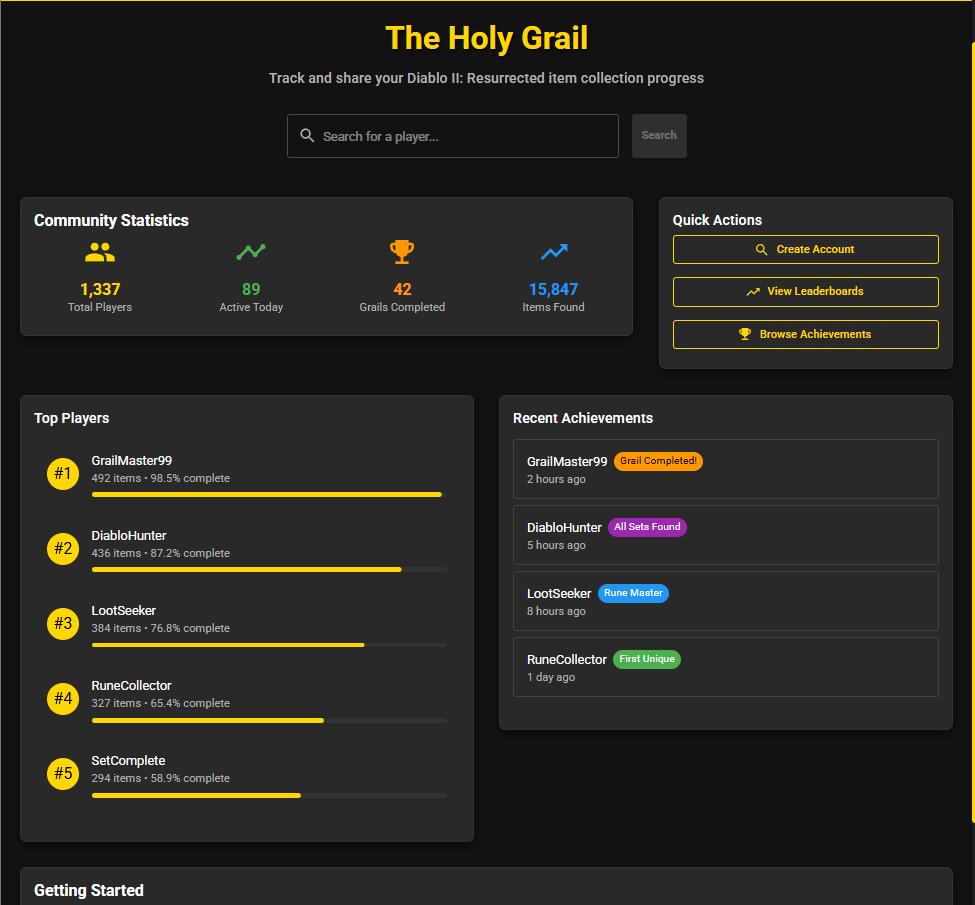 The Holy Grail
Track and share your Diablo II: Resurrected item collection progress
Search for a player...
Search
Community Statistics
1,337
Total Players
89
Active Today
42
Grails Completed
15,847
Items Found
Quick Actions
Create Account
View Leaderboards
Browse Achievements
Top Players
#1
GrailMaster99
492 items • 98.5% complete
#2
DiabloHunter
436 items • 87.2% complete
#3
LootSeeker
384 items • 76.8% complete
#4
RuneCollector
327 items • 65.4% complete
#5
SetComplete
294 items • 58.9% complete
Recent Achievements
GrailMaster99 Grail Completed!
2 hours ago
DiabloHunter All Sets Found
5 hours ago
LootSeeker Rune Master
8 hours ago
RuneCollector First Unique
1 day ago
Getting Started